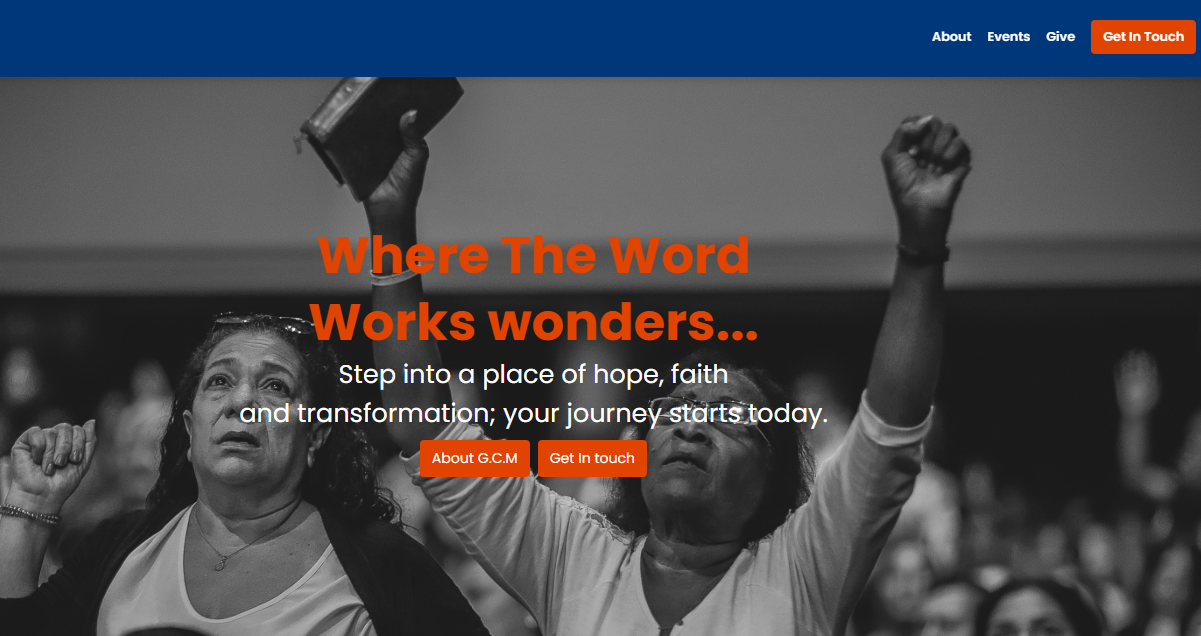 About Events Give Get In Touch
Where The Word
Works wonders...
Step into a place of hope, faith
and transformation; your journey starts today.
About G.C.M Get In touch